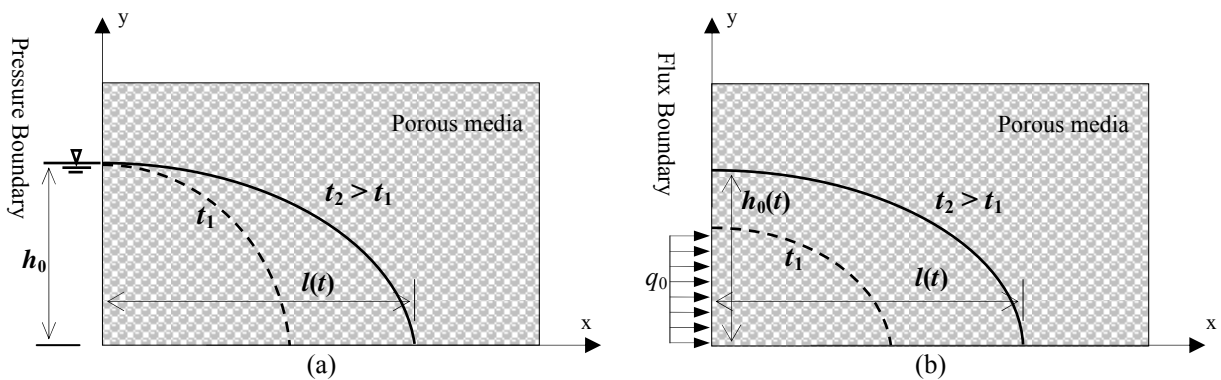 y
Pressure Boundary
Porous media
t₂ > t₁
t₁
h₀
l(t)
x
(a)
y
Flux Boundary
Porous media
t₂ > t₁
h₀(t)
t₁
q₀
l(t)
x
(b)